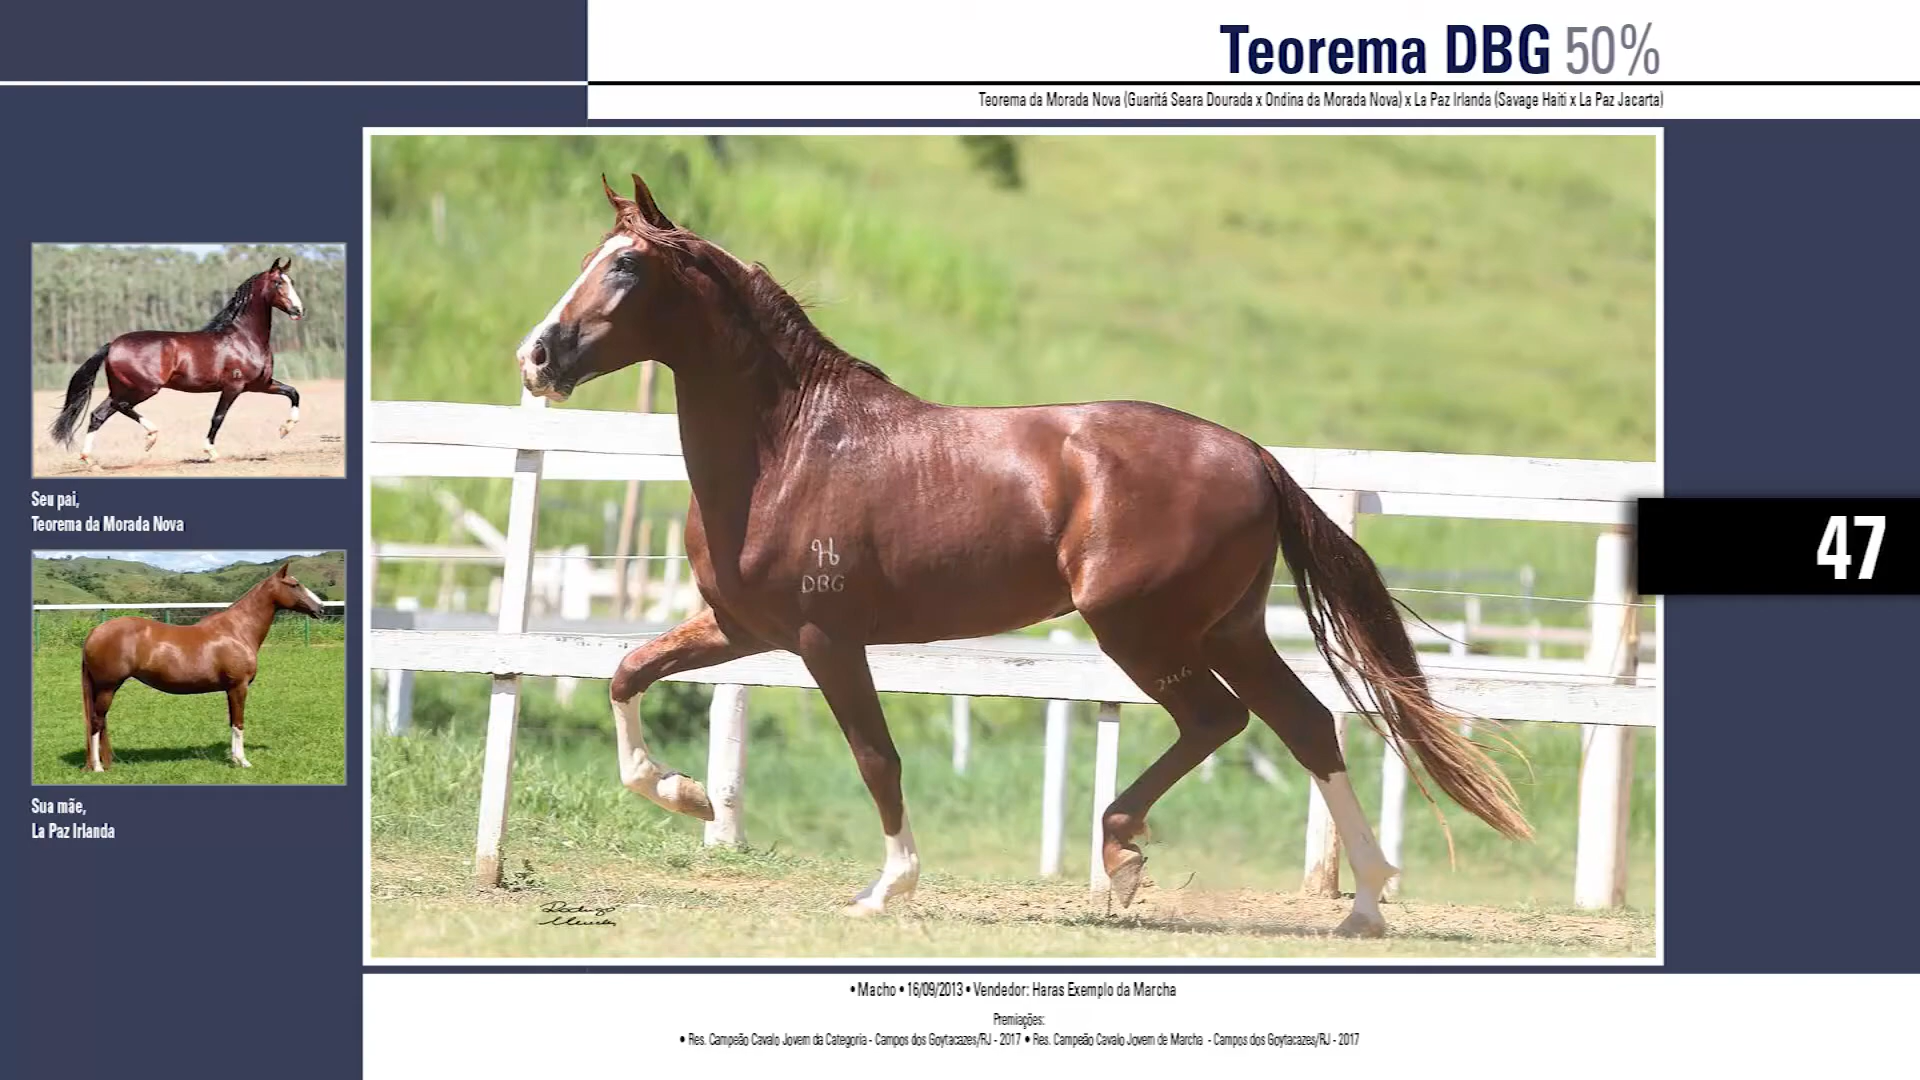 Teorema DBG 50%
Teorema da Morada Nova (Guaritá Seara Dourada x Ondina da Morada Nova) x La Paz Irlanda (Savage Haiti x La Paz Jacarta)
Seu pai,
Teorema da Morada Nova
Sua mãe,
La Paz Irlanda
47
H
DBG
246
Rodrigo
• Macho • 16/09/2013 • Vendedor: Haras Exemplo da Marcha
Premiações:
• Res. Campeão Cavalo Jovem da Categoria - Campos dos Goytacazes/RJ - 2017 • Res. Campeão Cavalo Jovem de Marcha - Campos dos Goytacazes/RJ - 2017